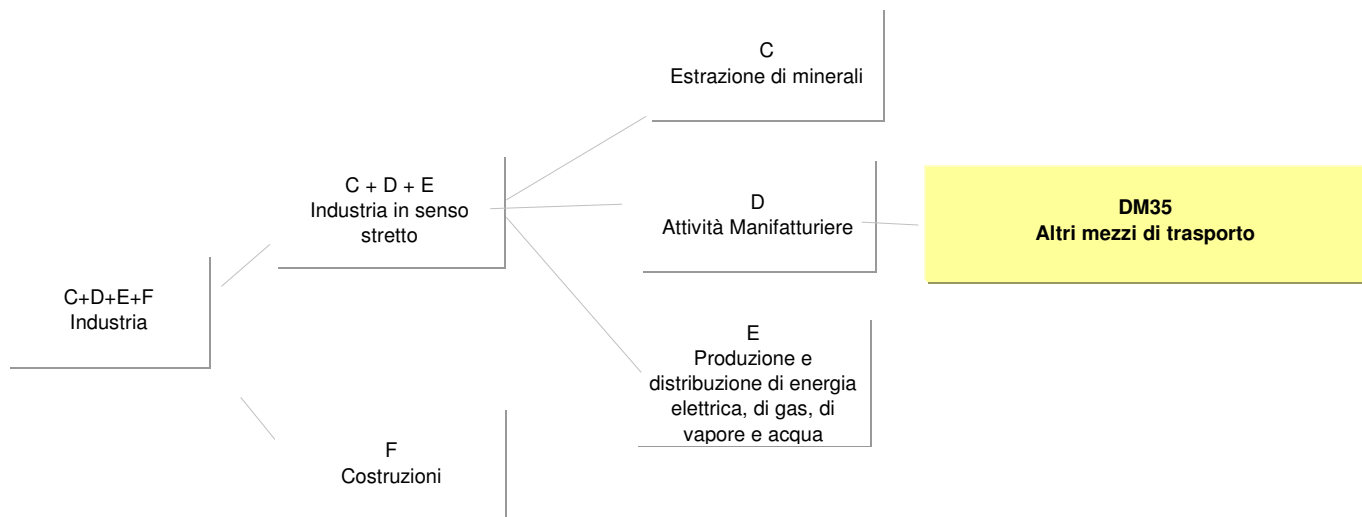 C+D+E+F
Industria
C + D + E
Industria in senso
stretto
F
Costruzioni
C
Estrazione di minerali
D
Attività Manifatturiere
E
Produzione e
distribuzione di energia
elettrica, di gas, di
vapore e acqua
DM35
Altri mezzi di trasporto